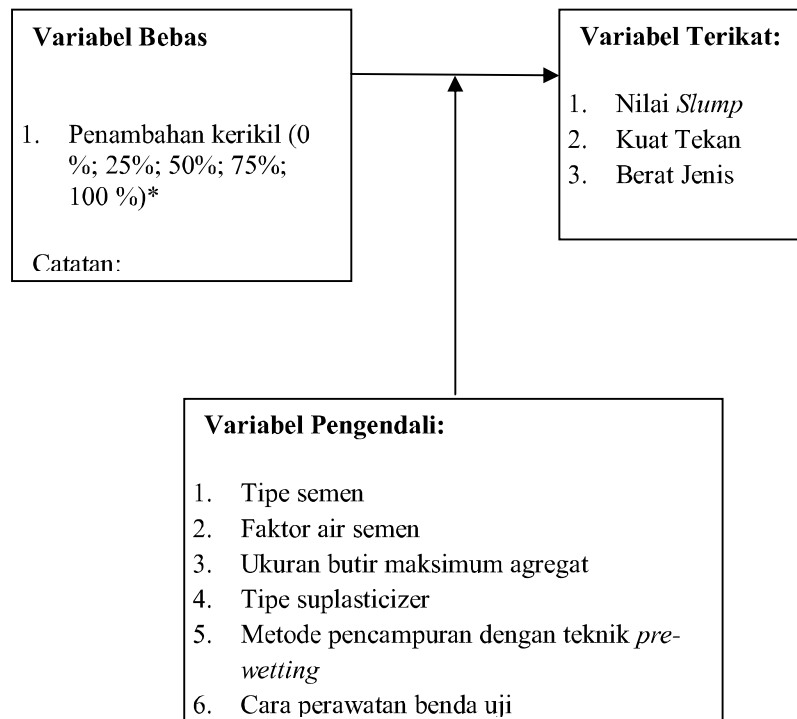 Variabel Bebas
1. Penambahan kerikil (0
%; 25%; 50%; 75%;
100 %)*
Catatan:
Variabel Terikat:
1. Nilai Slump
2. Kuat Tekan
3. Berat Jenis
Variabel Pengendali:
1. Tipe semen
2. Faktor air semen
3. Ukuran butir maksimum agregat
4. Tipe suplasticizer
5. Metode pencampuran dengan teknik pre-
wetting
6. Cara perawatan benda uji